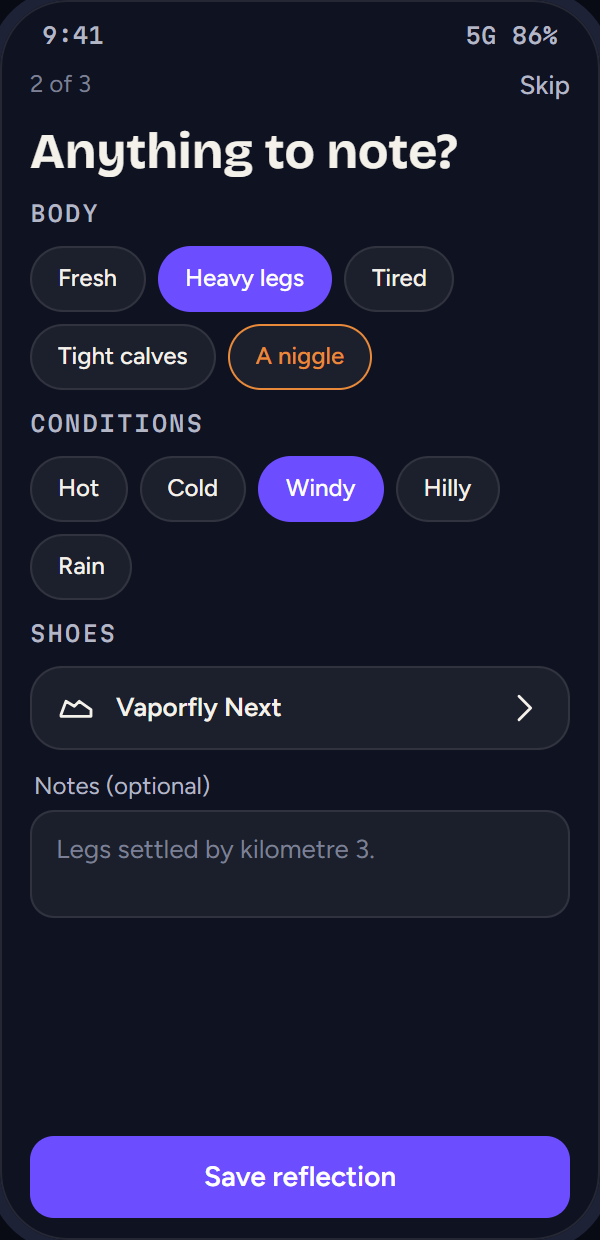 9:41 5G 86%
2 of 3 Skip
Anything to note?
BODY
Fresh Heavy legs Tired
Tight calves A niggle
CONDITIONS
Hot Cold Windy Hilly
Rain
SHOES
Vaporfly Next
Notes (optional)
Legs settled by kilometre 3.
Save reflection